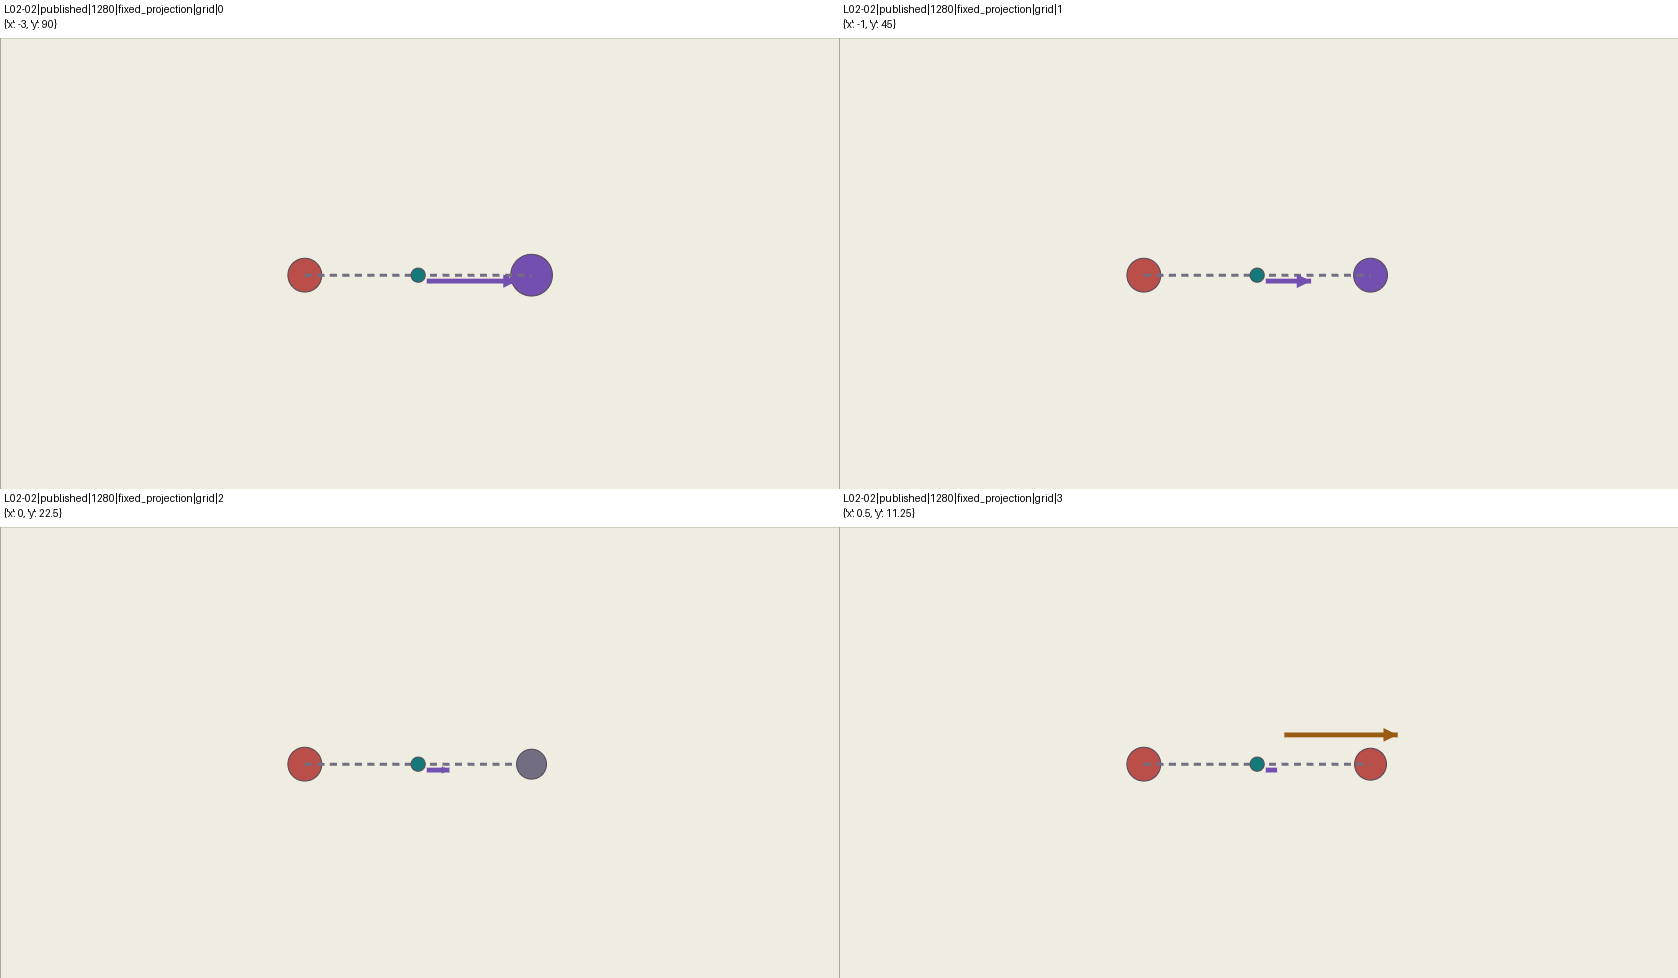 L02-02|published|1280|fixed_projection|grid|0
{'x': -3, 'y': 90}
L02-02|published|1280|fixed_projection|grid|1
{'x': -1, 'y': 45}
L02-02|published|1280|fixed_projection|grid|2
{'x': 0, 'y': 22.5}
L02-02|published|1280|fixed_projection|grid|3
{'x': 0.5, 'y': 11.25}